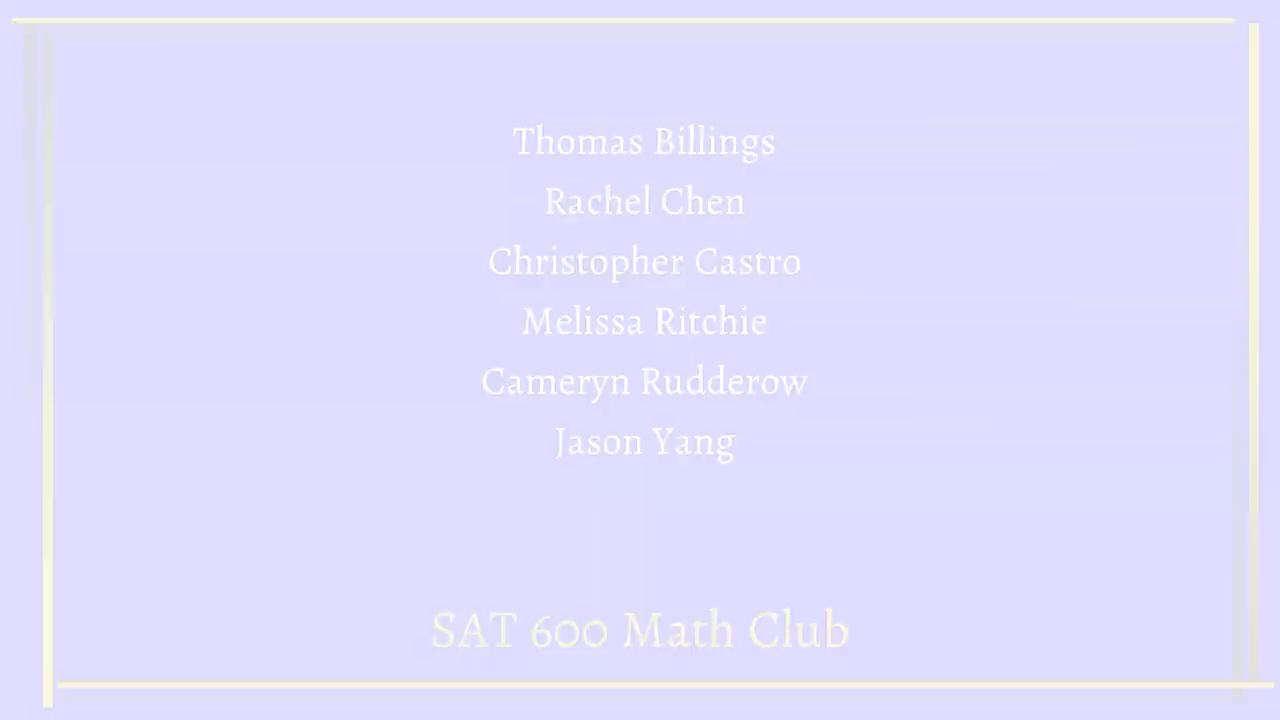 Thomas Billings
Rachel Chen
Christopher Castro
Melissa Ritchie
Cameryn Rudderow
Jason Yang
SAT 600 Math Club